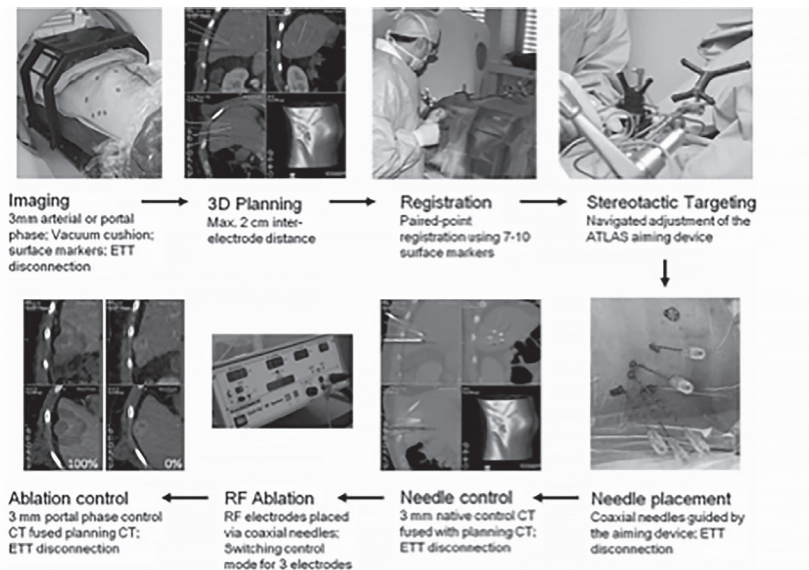 Imaging
3mm arterial or portal
phase; Vacuum cushion;
surface markers; ETT
disconnection
3D Planning
Max. 2 cm inter-
electrode distance
Registration
Paired-point
registration using 7-10
surface markers
Stereotactic Targeting
Navigated adjustment of the
ATLAS aiming device
Needle placement
Coaxial needles guided by
the aiming device; ETT
disconnection
Needle control
3 mm native control CT
fused with planning CT;
ETT disconnection
RF Ablation
RF electrodes placed
via coaxial needles;
Switching control
mode for 3 electrodes
100%
0%
Ablation control
3 mm portal phase control
CT fused planning CT;
ETT disconnection